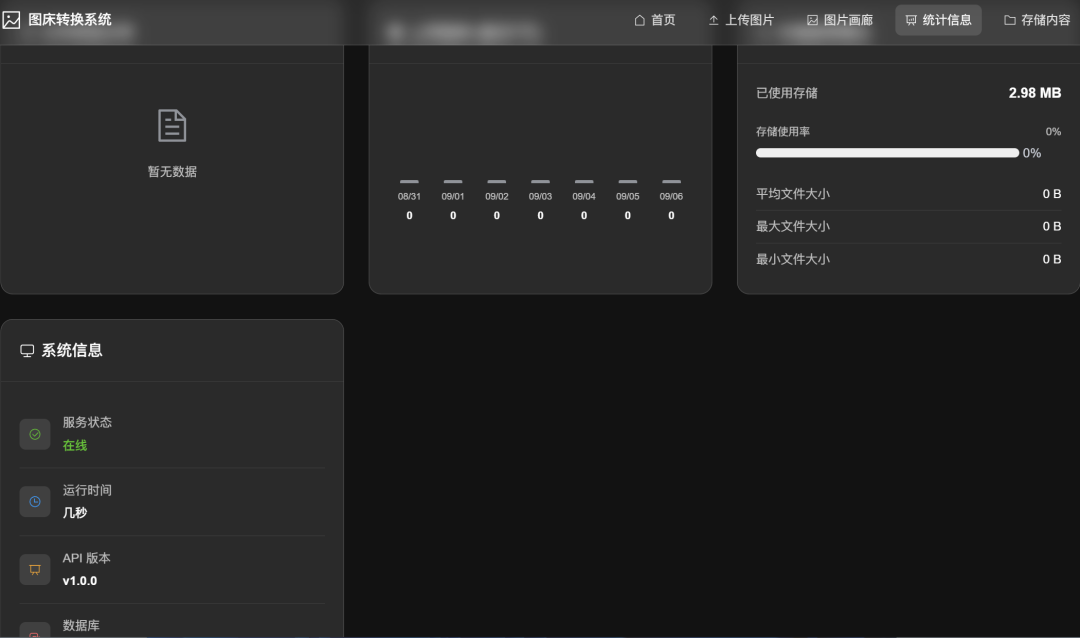 图床转换系统
首页
上传图片
图片画廊
统计信息
存储内容
暂无数据
08/31 09/01 09/02 09/03 09/04 09/05 09/06
0 0 0 0 0 0 0
已使用存储 2.98 MB
存储使用率 0%
0%
平均文件大小 0 B
最大文件大小 0 B
最小文件大小 0 B
系统信息
服务状态
在线
运行时间
几秒
API 版本
v1.0.0
数据库